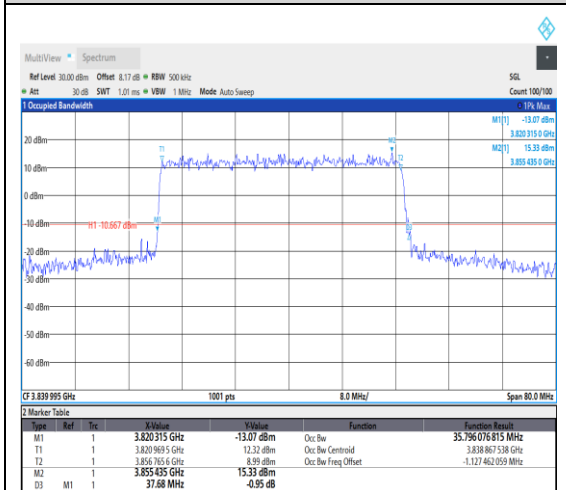 MultiView Spectrum
Ref Level 30.00 dBm Offset 8.17 dB RBW 500 kHz SGL
Att 30 dB SWT 1.01 ms VBW 1 MHz Mode Auto Sweep Count 100/100
1 Occupied Bandwidth 1Pk Max
M1[1] -13.07 dBm
3.820 315 0 GHz
M2[1] 15.33 dBm
3.855 435 0 GHz
20 dBm
T1
M2
T2
10 dBm
0 dBm
-10 dBm
H1 -10.667 dBm
M1
-20 dBm
-30 dBm
-40 dBm
-50 dBm
-60 dBm
CF 3.839 995 GHz 1001 pts 8.0 MHz/ Span 80.0 MHz
2 Marker Table
Type Ref Trc X-Value Y-Value Function Function Result
M1 1 3.820315 GHz -13.07 dBm Occ Bw 35.796 076 815 MHz
T1 1 3.820 969 5 GHz 12.32 dBm Occ Bw Centroid 3.838 867 538 GHz
T2 1 3.856 765 6 GHz 8.99 dBm Occ Bw Freq Offset -1.127 462 059 MHz
M2 1 3.855 435 GHz 15.33 dBm
D3 M1 1 37.68 MHz -0.95 dB